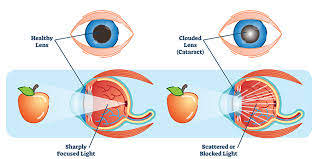 Healthy
Lens
Clouded
Lens
(Cataract)
Sharply
Focused Light
Scattered or
Blocked Light